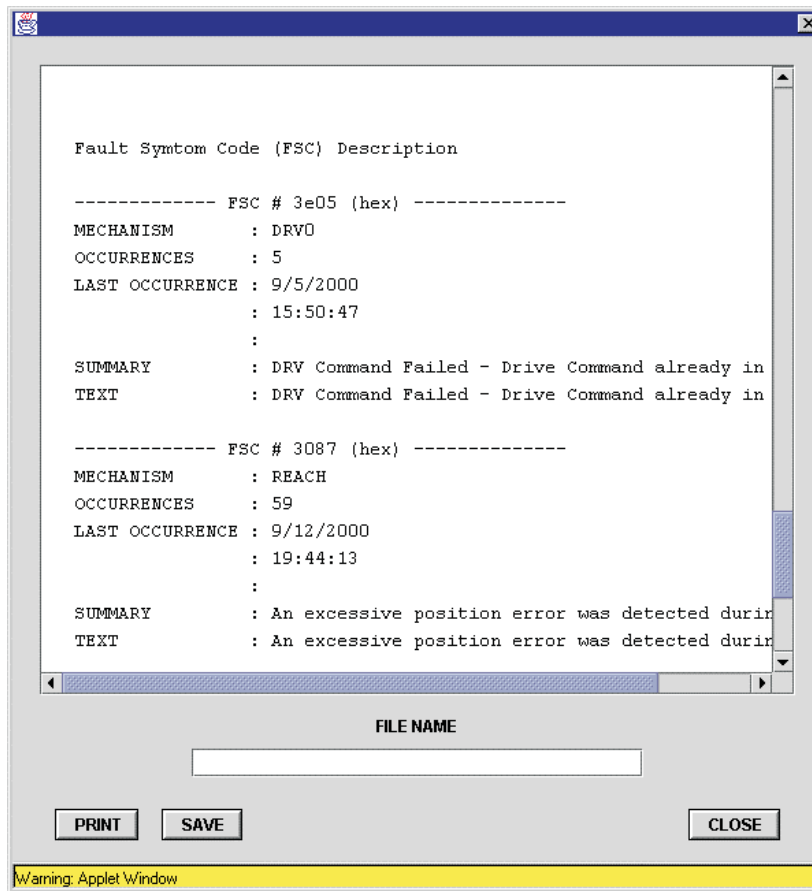 Fault Symtom Code (FSC) Description
------------- FSC # 3e05 (hex) --------------
MECHANISM : DRV0
OCCURRENCES : 5
LAST OCCURRENCE : 9/5/2000
: 15:50:47
:
SUMMARY : DRV Command Failed - Drive Command already in
TEXT : DRV Command Failed - Drive Command already in
------------- FSC # 3087 (hex) --------------
MECHANISM : REACH
OCCURRENCES : 59
LAST OCCURRENCE : 9/12/2000
: 19:44:13
:
SUMMARY : An excessive position error was detected durin
TEXT : An excessive position error was detected durin
FILE NAME
PRINT SAVE CLOSE
Warning: Applet Window